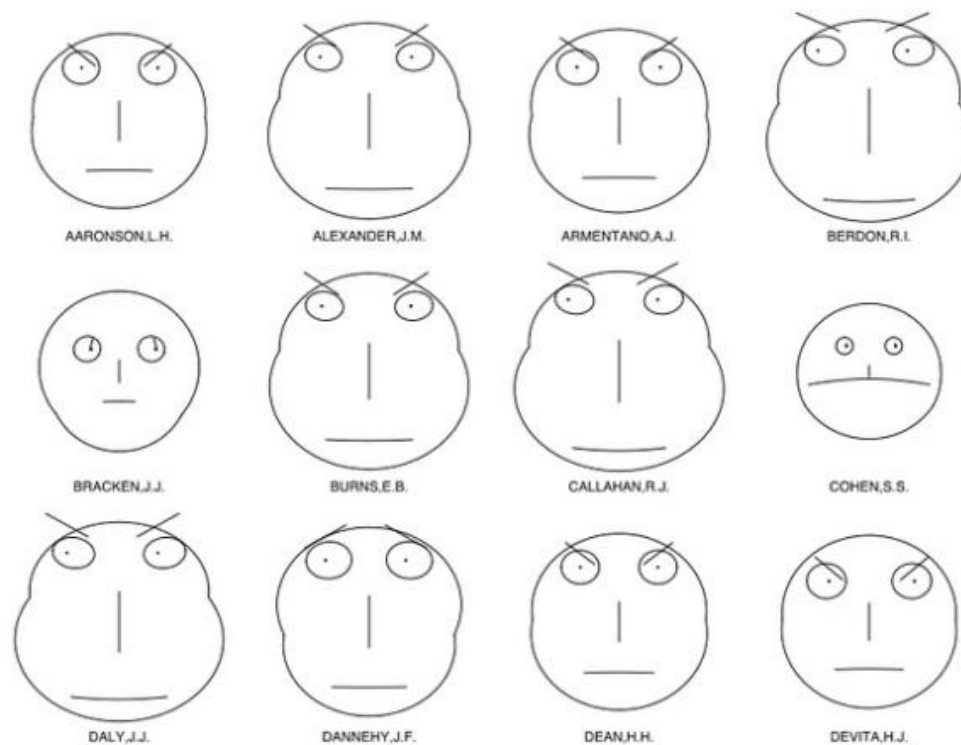 AARONSON,L.H.
ALEXANDER,J.M.
ARMENTANO,A.J.
BERDON,R.I.
BRACKEN,J.J.
BURNS,E.B.
CALLAHAN,R.J.
COHEN,S.S.
DALY,J.J.
DANNEHY,J.F.
DEAN,H.H.
DEVITA,H.J.